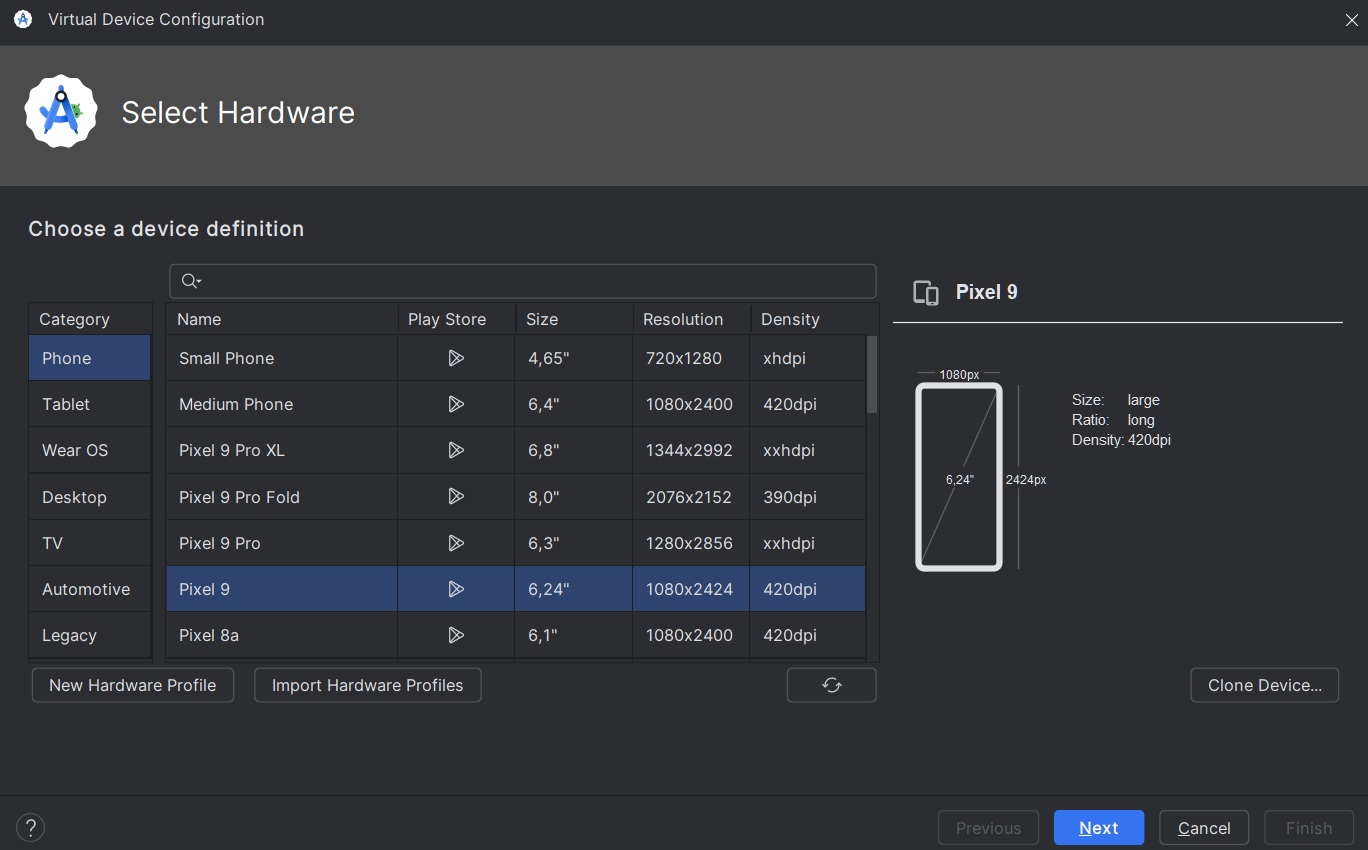 Virtual Device Configuration
Select Hardware
Choose a device definition
Category
Phone
Tablet
Wear OS
Desktop
TV
Automotive
Legacy
Name Play Store Size Resolution Density
Small Phone 4,65" 720x1280 xhdpi
Medium Phone 6,4" 1080x2400 420dpi
Pixel 9 Pro XL 6,8" 1344x2992 xxhdpi
Pixel 9 Pro Fold 8,0" 2076x2152 390dpi
Pixel 9 Pro 6,3" 1280x2856 xxhdpi
Pixel 9 6,24" 1080x2424 420dpi
Pixel 8a 6,1" 1080x2400 420dpi
New Hardware Profile Import Hardware Profiles
Pixel 9
1080px
6,24"
2424px
Size: large
Ratio: long
Density: 420dpi
Clone Device...
? Previous Next Cancel Finish